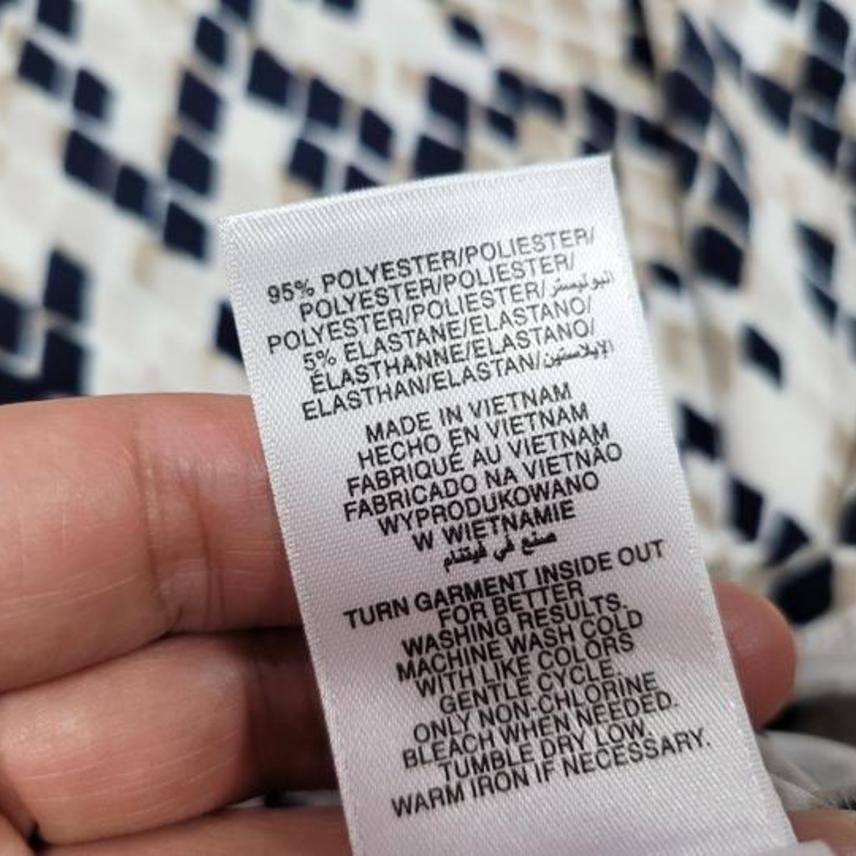 95% POLYESTER/POLIESTER/
POLYESTER/POLIESTER/
POLYESTER/POLIESTER/البوليستر
5% ELASTANE/ELASTANO/
ÉLASTHANNE/ELASTANO/
ELASTHAN/ELASTAN/الإيلاستين
MADE IN VIETNAM
HECHO EN VIETNAM
FABRIQUÉ AU VIETNAM
FABRICADO NA VIETNÃO
WYPRODUKOWANO
W WIETNAMIE
صنع في فيتنام
TURN GARMENT INSIDE OUT
FOR BETTER
WASHING RESULTS.
MACHINE WASH COLD
WITH LIKE COLORS
GENTLE CYCLE.
ONLY NON-CHLORINE
BLEACH WHEN NEEDED.
TUMBLE DRY LOW.
WARM IRON IF NECESSARY.